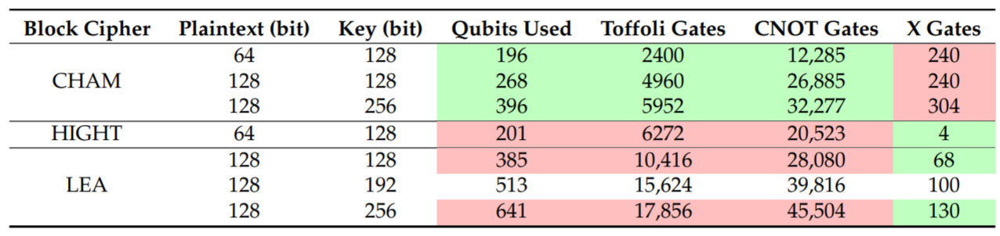 Block Cipher Plaintext (bit) Key (bit) Qubits Used Toffoli Gates CNOT Gates X Gates
64 128 196 2400 12,285 240
CHAM 128 128 268 4960 26,885 240
128 256 396 5952 32,277 304
HIGHT 64 128 201 6272 20,523 4
128 128 385 10,416 28,080 68
LEA 128 192 513 15,624 39,816 100
128 256 641 17,856 45,504 130